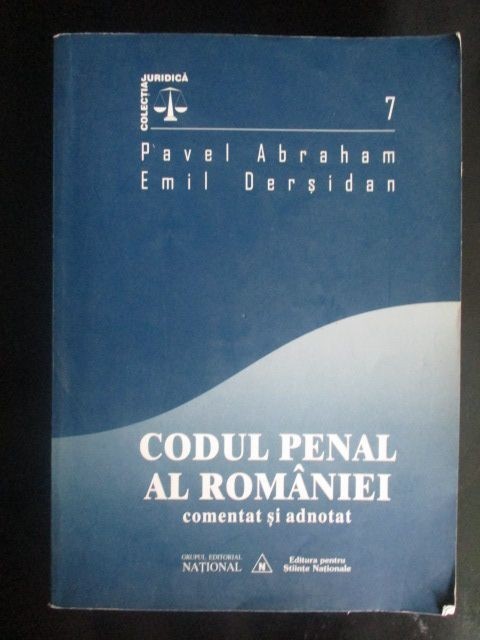 COLECȚIA
JURIDICĂ
7
Pavel Abraham
Emil Derșidan
CODUL PENAL
AL ROMÂNIEI
comentat și adnotat
GRUPUL EDITORIAL
NAȚIONAL
N
Editura pentru
Științe Naționale